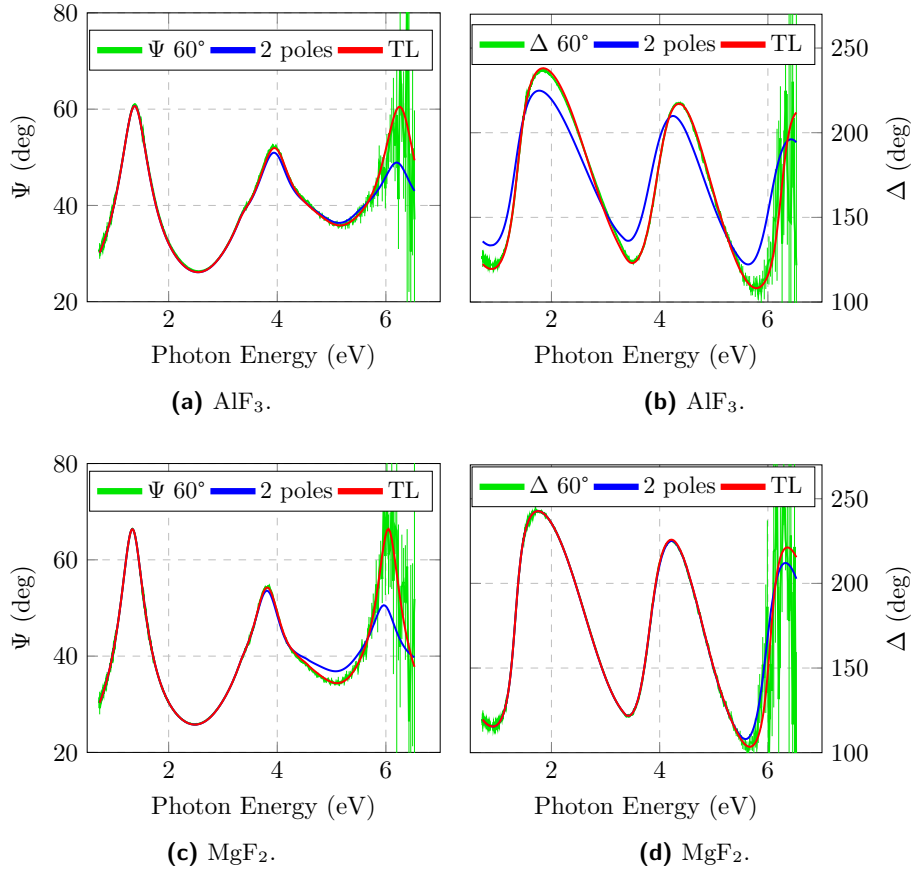 80
60
40
20
2
4
6
Ψ (deg)
Photon Energy (eV)
Ψ 60°
2 poles
TL
(a) AlF₃.
250
200
150
100
2
4
6
Δ (deg)
Photon Energy (eV)
Δ 60°
2 poles
TL
(b) AlF₃.
80
60
40
20
2
4
6
Ψ (deg)
Photon Energy (eV)
Ψ 60°
2 poles
TL
(c) MgF₂.
250
200
150
100
2
4
6
Δ (deg)
Photon Energy (eV)
Δ 60°
2 poles
TL
(d) MgF₂.